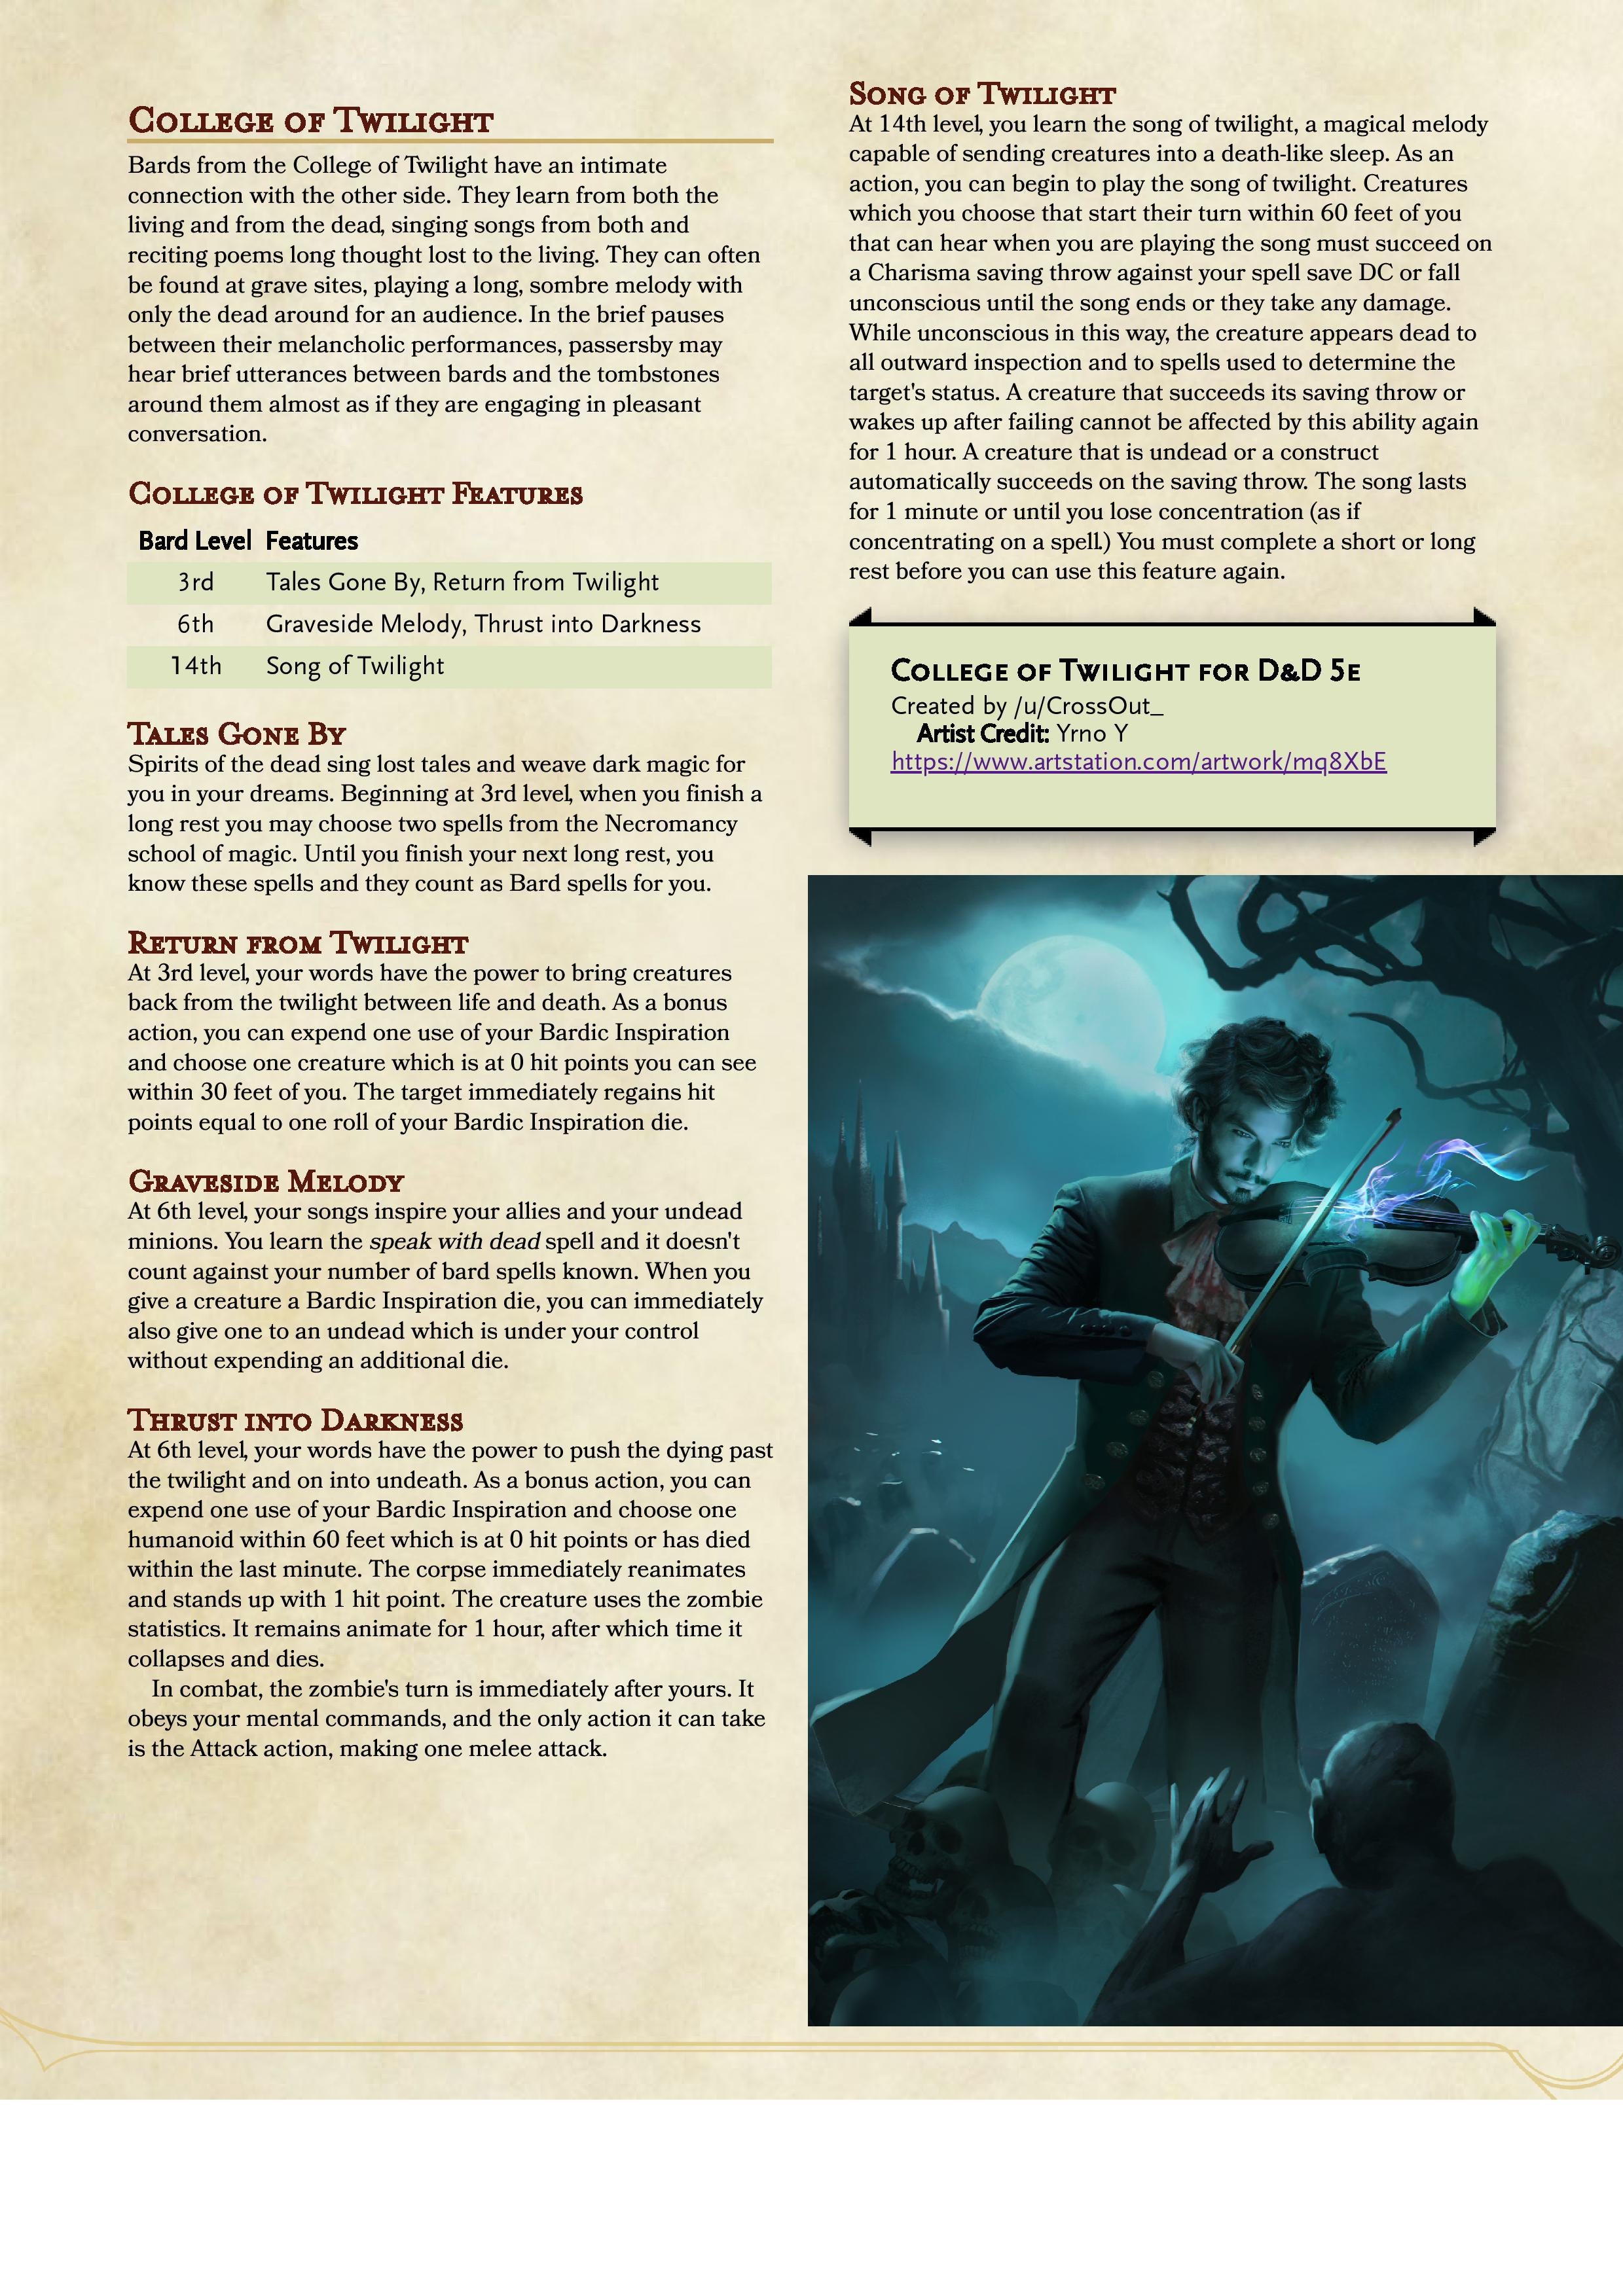 College of Twilight
Bards from the College of Twilight have an intimate
connection with the other side. They learn from both the
living and from the dead, singing songs from both and
reciting poems long thought lost to the living. They can often
be found at grave sites, playing a long, sombre melody with
only the dead around for an audience. In the brief pauses
between their melancholic performances, passersby may
hear brief utterances between bards and the tombstones
around them almost as if they are engaging in pleasant
conversation.
College of Twilight Features
Bard Level Features
3rd Tales Gone By, Return from Twilight
6th Graveside Melody, Thrust into Darkness
14th Song of Twilight
Tales Gone By
Spirits of the dead sing lost tales and weave dark magic for
you in your dreams. Beginning at 3rd level, when you finish a
long rest you may choose two spells from the Necromancy
school of magic. Until you finish your next long rest, you
know these spells and they count as Bard spells for you.
Return from Twilight
At 3rd level, your words have the power to bring creatures
back from the twilight between life and death. As a bonus
action, you can expend one use of your Bardic Inspiration
and choose one creature which is at 0 hit points you can see
within 30 feet of you. The target immediately regains hit
points equal to one roll of your Bardic Inspiration die.
Graveside Melody
At 6th level, your songs inspire your allies and your undead
minions. You learn the speak with dead spell and it doesn't
count against your number of bard spells known. When you
give a creature a Bardic Inspiration die, you can immediately
also give one to an undead which is under your control
without expending an additional die.
Thrust into Darkness
At 6th level, your words have the power to push the dying past
the twilight and on into undeath. As a bonus action, you can
expend one use of your Bardic Inspiration and choose one
humanoid within 60 feet which is at 0 hit points or has died
within the last minute. The corpse immediately reanimates
and stands up with 1 hit point. The creature uses the zombie
statistics. It remains animate for 1 hour, after which time it
collapses and dies.
In combat, the zombie's turn is immediately after yours. It
obeys your mental commands, and the only action it can take
is the Attack action, making one melee attack.
Song of Twilight
At 14th level, you learn the song of twilight, a magical melody
capable of sending creatures into a death-like sleep. As an
action, you can begin to play the song of twilight. Creatures
which you choose that start their turn within 60 feet of you
that can hear when you are playing the song must succeed on
a Charisma saving throw against your spell save DC or fall
unconscious until the song ends or they take any damage.
While unconscious in this way, the creature appears dead to
all outward inspection and to spells used to determine the
target's status. A creature that succeeds its saving throw or
wakes up after failing cannot be affected by this ability again
for 1 hour. A creature that is undead or a construct
automatically succeeds on the saving throw. The song lasts
for 1 minute or until you lose concentration (as if
concentrating on a spell.) You must complete a short or long
rest before you can use this feature again.
College of Twilight for D&D 5e
Created by /u/CrossOut_
Artist Credit: Yrno Y
https://www.artstation.com/artwork/mq8XbE